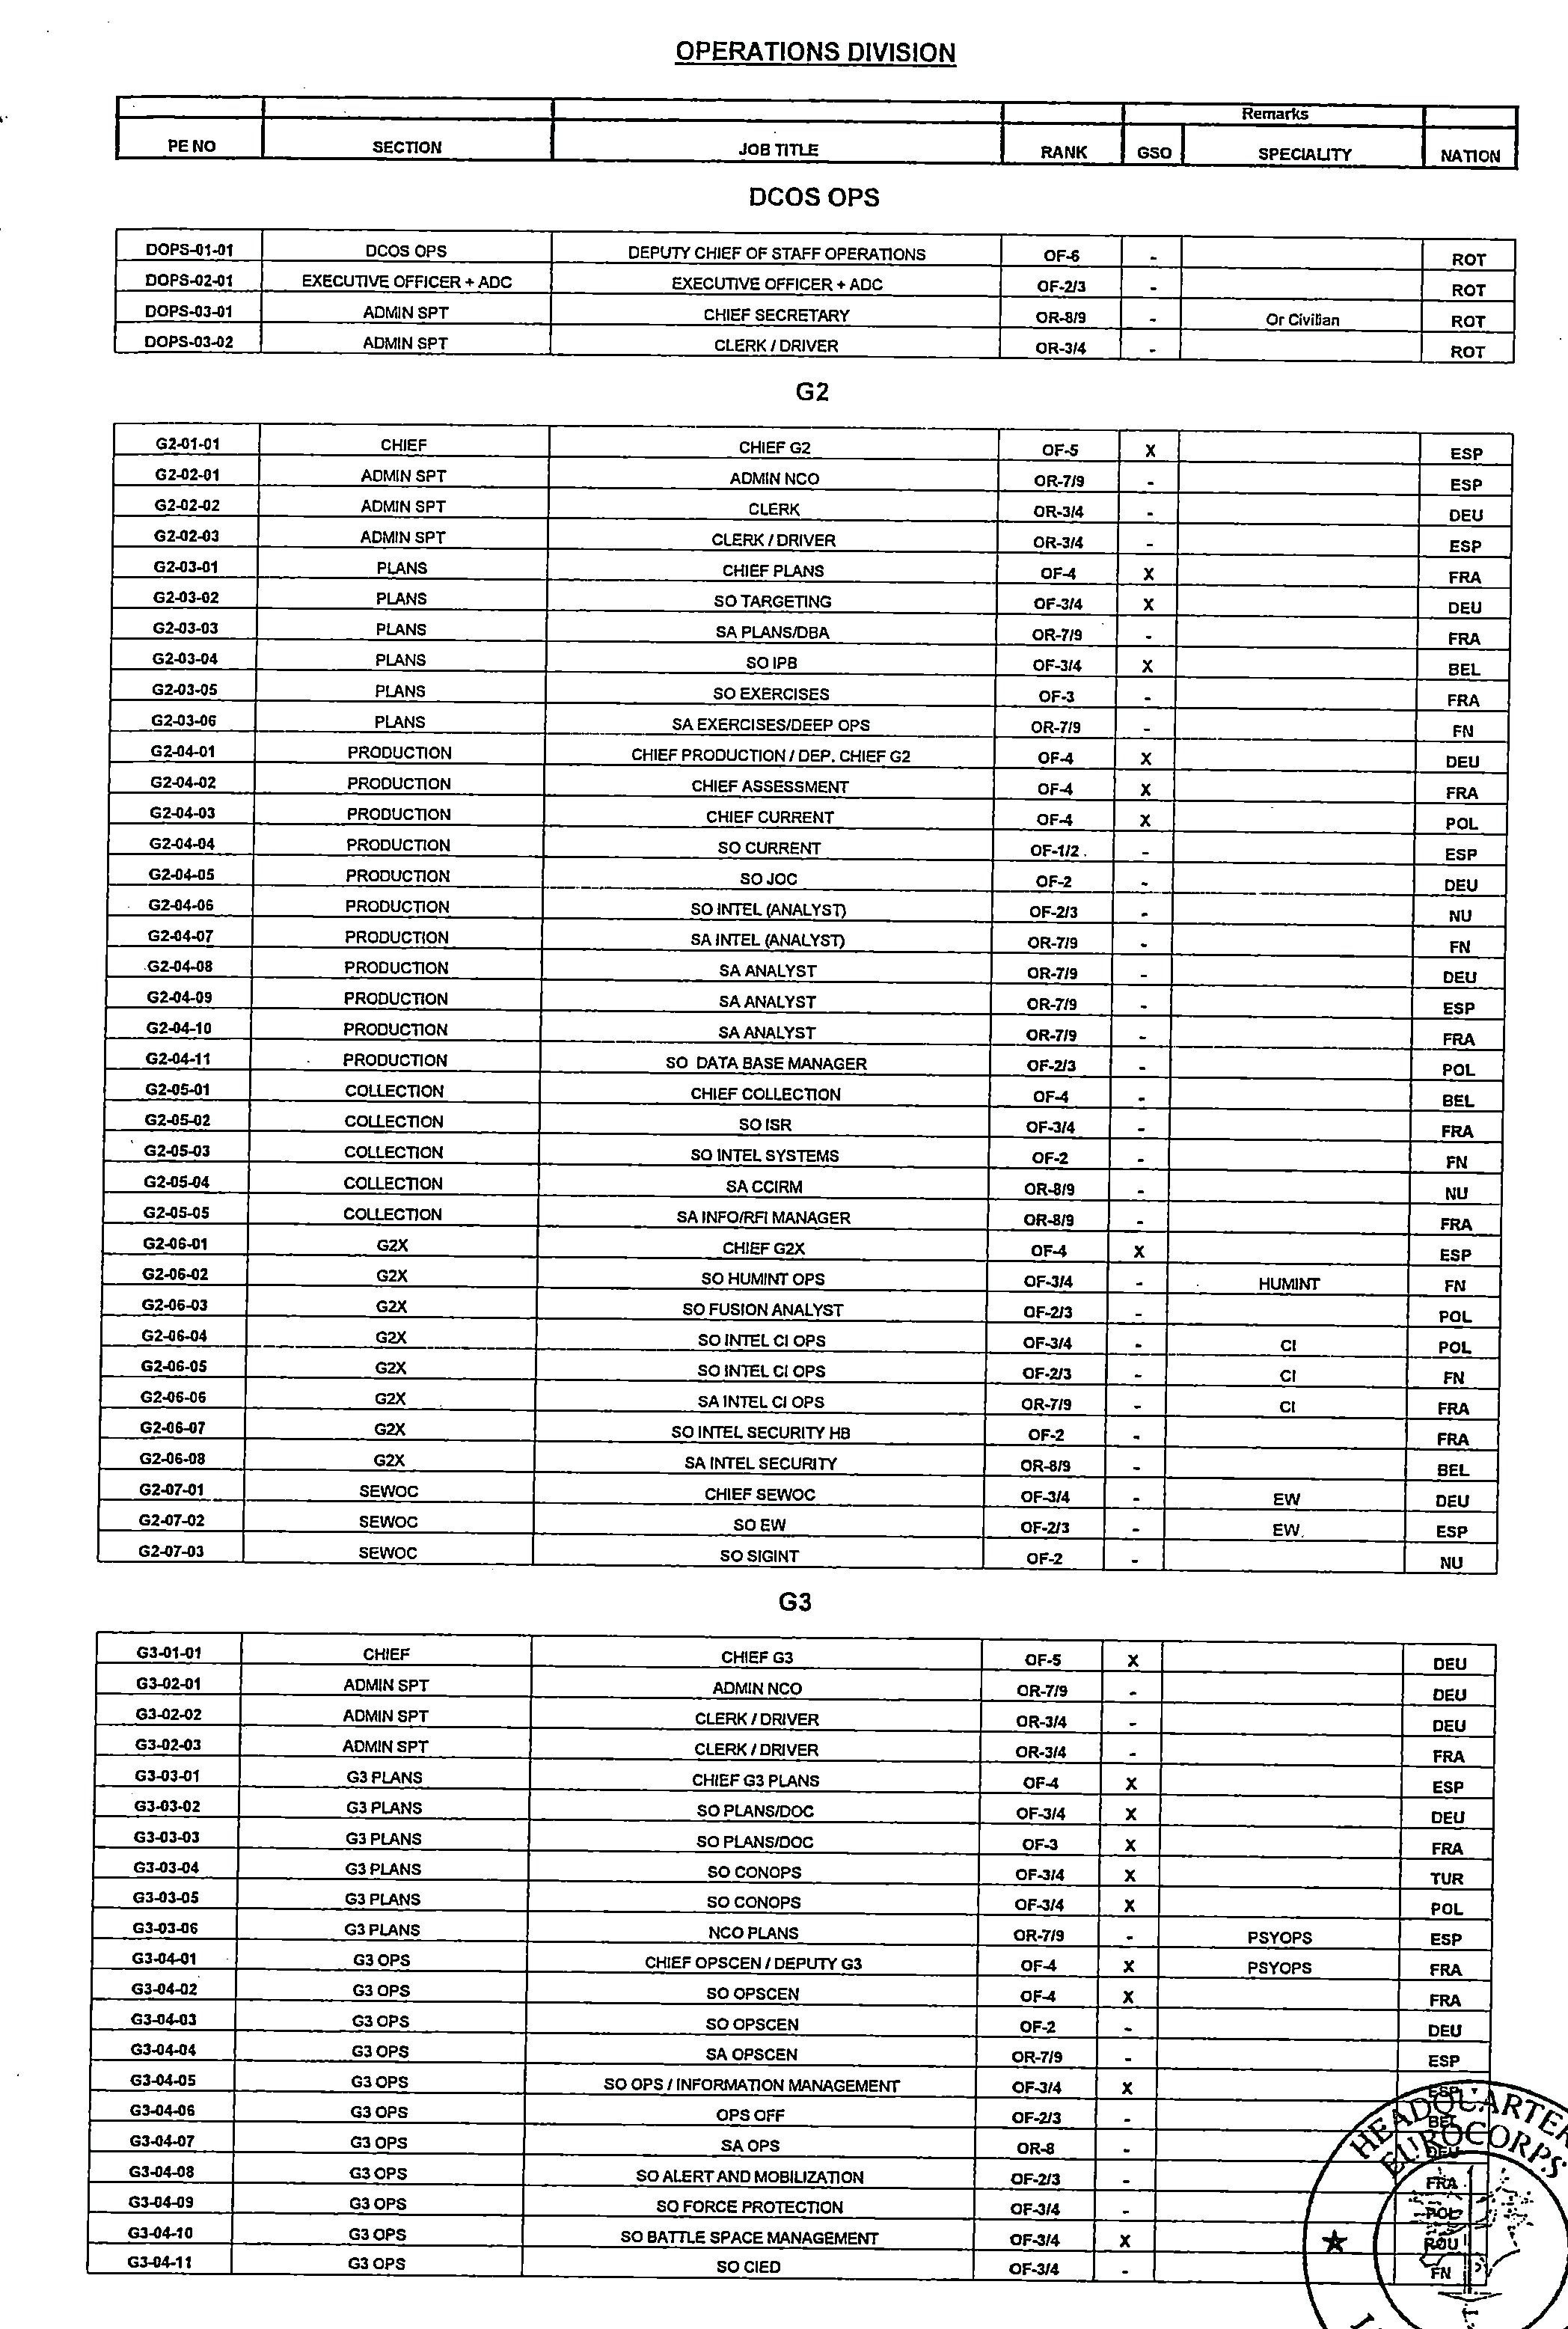 OPERATIONS DIVISION
Remarks
PE NO SECTION JOB TITLE RANK GSO SPECIALITY NATION
DCOS OPS
DOPS-01-01 DCOS OPS DEPUTY CHIEF OF STAFF OPERATIONS OF-6 - ROT
DOPS-02-01 EXECUTIVE OFFICER + ADC EXECUTIVE OFFICER + ADC OF-2/3 - ROT
DOPS-03-01 ADMIN SPT CHIEF SECRETARY OR-8/9 - Or Civilian ROT
DOPS-03-02 ADMIN SPT CLERK / DRIVER OR-3/4 - ROT
G2
G2-01-01 CHIEF CHIEF G2 OF-5 X ESP
G2-02-01 ADMIN SPT ADMIN NCO OR-7/9 - ESP
G2-02-02 ADMIN SPT CLERK OR-3/4 - DEU
G2-02-03 ADMIN SPT CLERK / DRIVER OR-3/4 - ESP
G2-03-01 PLANS CHIEF PLANS OF-4 X FRA
G2-03-02 PLANS SO TARGETING OF-3/4 X DEU
G2-03-03 PLANS SA PLANS/DBA OR-7/9 - FRA
G2-03-04 PLANS SO IPB OF-3/4 X BEL
G2-03-05 PLANS SO EXERCISES OF-3 - FRA
G2-03-06 PLANS SA EXERCISES/DEEP OPS OR-7/9 - FN
G2-04-01 PRODUCTION CHIEF PRODUCTION / DEP. CHIEF G2 OF-4 X DEU
G2-04-02 PRODUCTION CHIEF ASSESSMENT OF-4 X FRA
G2-04-03 PRODUCTION CHIEF CURRENT OF-4 X POL
G2-04-04 PRODUCTION SO CURRENT OF-1/2 - ESP
G2-04-05 PRODUCTION SO JOC OF-2 - DEU
G2-04-06 PRODUCTION SO INTEL (ANALYST) OF-2/3 - NU
G2-04-07 PRODUCTION SA INTEL (ANALYST) OR-7/9 - FN
G2-04-08 PRODUCTION SA ANALYST OR-7/9 - DEU
G2-04-09 PRODUCTION SA ANALYST OR-7/9 - ESP
G2-04-10 PRODUCTION SA ANALYST OR-7/9 - FRA
G2-04-11 PRODUCTION SO DATA BASE MANAGER OF-2/3 - POL
G2-05-01 COLLECTION CHIEF COLLECTION OF-4 - BEL
G2-05-02 COLLECTION SO ISR OF-3/4 - FRA
G2-05-03 COLLECTION SO INTEL SYSTEMS OF-2 - FN
G2-05-04 COLLECTION SA CCIRM OR-8/9 - NU
G2-05-05 COLLECTION SA INFO/RFI MANAGER OR-8/9 - FRA
G2-06-01 G2X CHIEF G2X OF-4 X ESP
G2-06-02 G2X SO HUMINT OPS OF-3/4 - HUMINT FN
G2-06-03 G2X SO FUSION ANALYST OF-2/3 - POL
G2-06-04 G2X SO INTEL CI OPS OF-3/4 - CI POL
G2-06-05 G2X SO INTEL CI OPS OF-2/3 - CI FN
G2-06-06 G2X SA INTEL CI OPS OR-7/9 - CI FRA
G2-06-07 G2X SO INTEL SECURITY HB OF-2 - FRA
G2-06-08 G2X SA INTEL SECURITY OR-8/9 - BEL
G2-07-01 SEWOC CHIEF SEWOC OF-3/4 - EW DEU
G2-07-02 SEWOC SO EW OF-2/3 - EW ESP
G2-07-03 SEWOC SO SIGINT OF-2 - NU
G3
G3-01-01 CHIEF CHIEF G3 OF-5 X DEU
G3-02-01 ADMIN SPT ADMIN NCO OR-7/9 - DEU
G3-02-02 ADMIN SPT CLERK / DRIVER OR-3/4 - DEU
G3-02-03 ADMIN SPT CLERK / DRIVER OR-3/4 - FRA
G3-03-01 G3 PLANS CHIEF G3 PLANS OF-4 X ESP
G3-03-02 G3 PLANS SO PLANS/DOC OF-3/4 X DEU
G3-03-03 G3 PLANS SO PLANS/DOC OF-3 X FRA
G3-03-04 G3 PLANS SO CONOPS OF-3/4 X TUR
G3-03-05 G3 PLANS SO CONOPS OF-3/4 X POL
G3-03-06 G3 PLANS NCO PLANS OR-7/9 - PSYOPS ESP
G3-04-01 G3 OPS CHIEF OPSCEN / DEPUTY G3 OF-4 X PSYOPS FRA
G3-04-02 G3 OPS SO OPSCEN OF-4 X FRA
G3-04-03 G3 OPS SO OPSCEN OF-2 - DEU
G3-04-04 G3 OPS SA OPSCEN OR-7/9 - ESP
G3-04-05 G3 OPS SO OPS / INFORMATION MANAGEMENT OF-3/4 X ESP
G3-04-06 G3 OPS OPS OFF OF-2/3 - BEL
G3-04-07 G3 OPS SA OPS OR-8 - DEU
G3-04-08 G3 OPS SO ALERT AND MOBILIZATION OF-2/3 - FRA
G3-04-09 G3 OPS SO FORCE PROTECTION OF-3/4 - POL
G3-04-10 G3 OPS SO BATTLE SPACE MANAGEMENT OF-3/4 X ROU
G3-04-11 G3 OPS SO CIED OF-3/4 - FN
HEADQUARTER
EUROCORPS